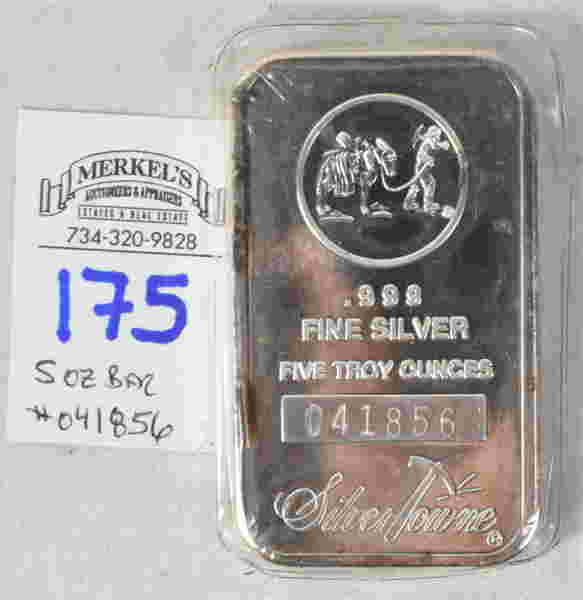 MERKEL'S
AUCTIONEERS & APPRAISERS
ESTATES & REAL ESTATE
734-320-9828
175
5 OZ BAR
#041856
.999
FINE SILVER
FIVE TROY OUNCES
041856
SilverTowne ®